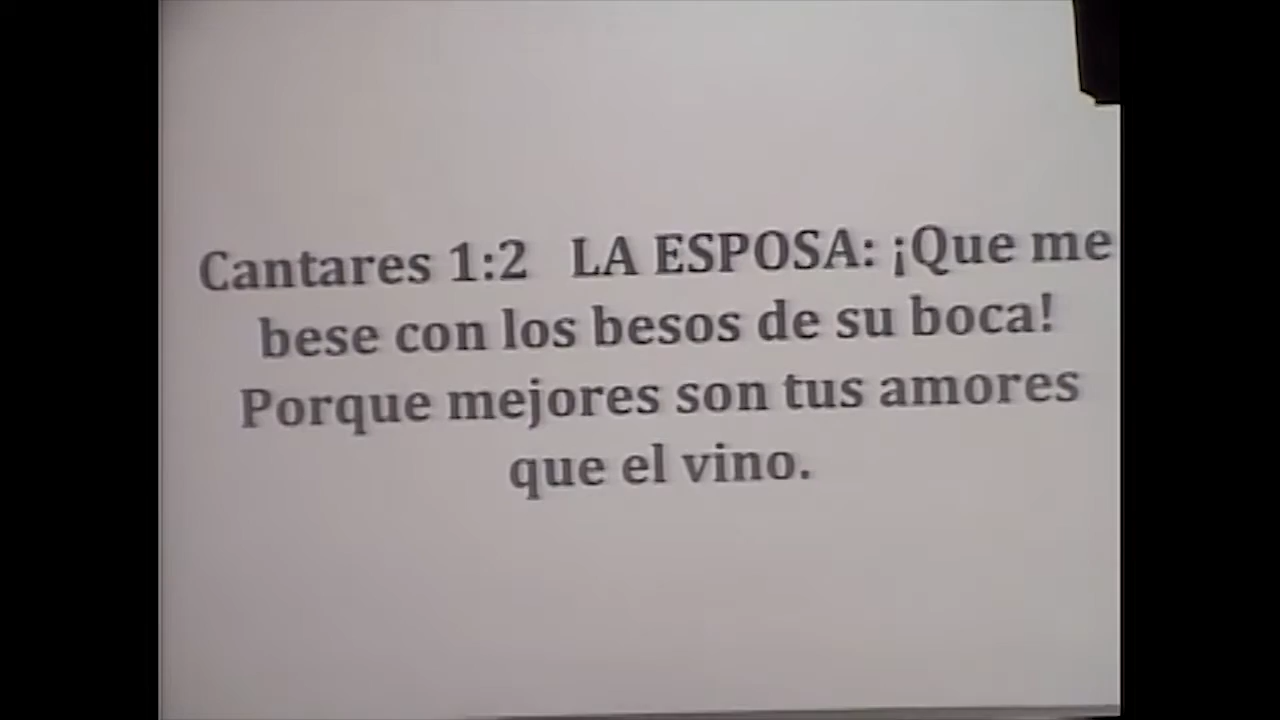 Cantares 1:2 LA ESPOSA: ¡Que me
bese con los besos de su boca!
Porque mejores son tus amores
que el vino.